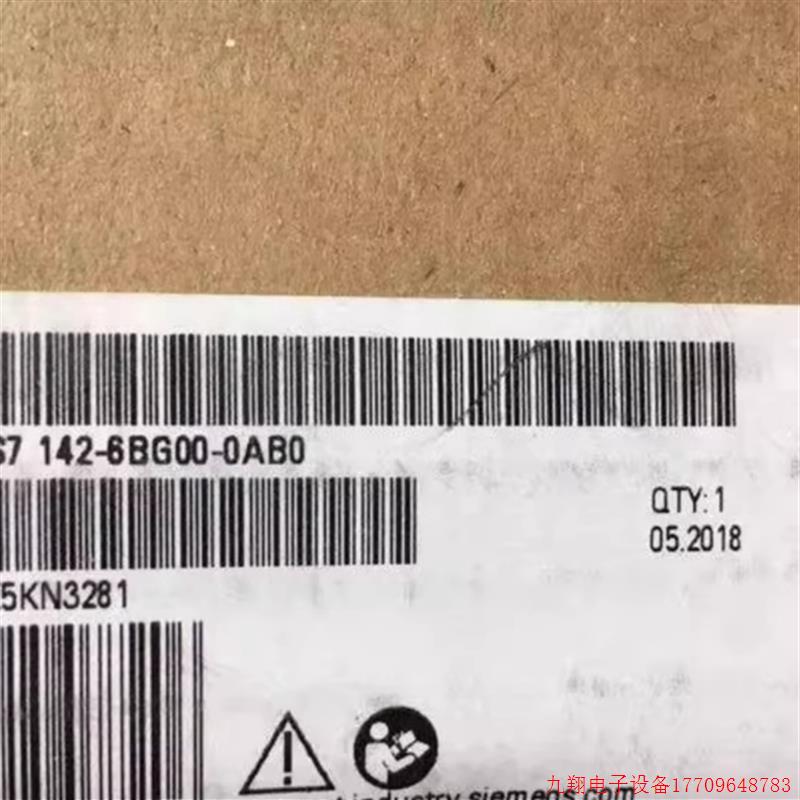 S7 142-6BG00-0AB0
QTY: 1
05.2018
5KN3281
industry.siemens.com
九翔电子设备17709648783